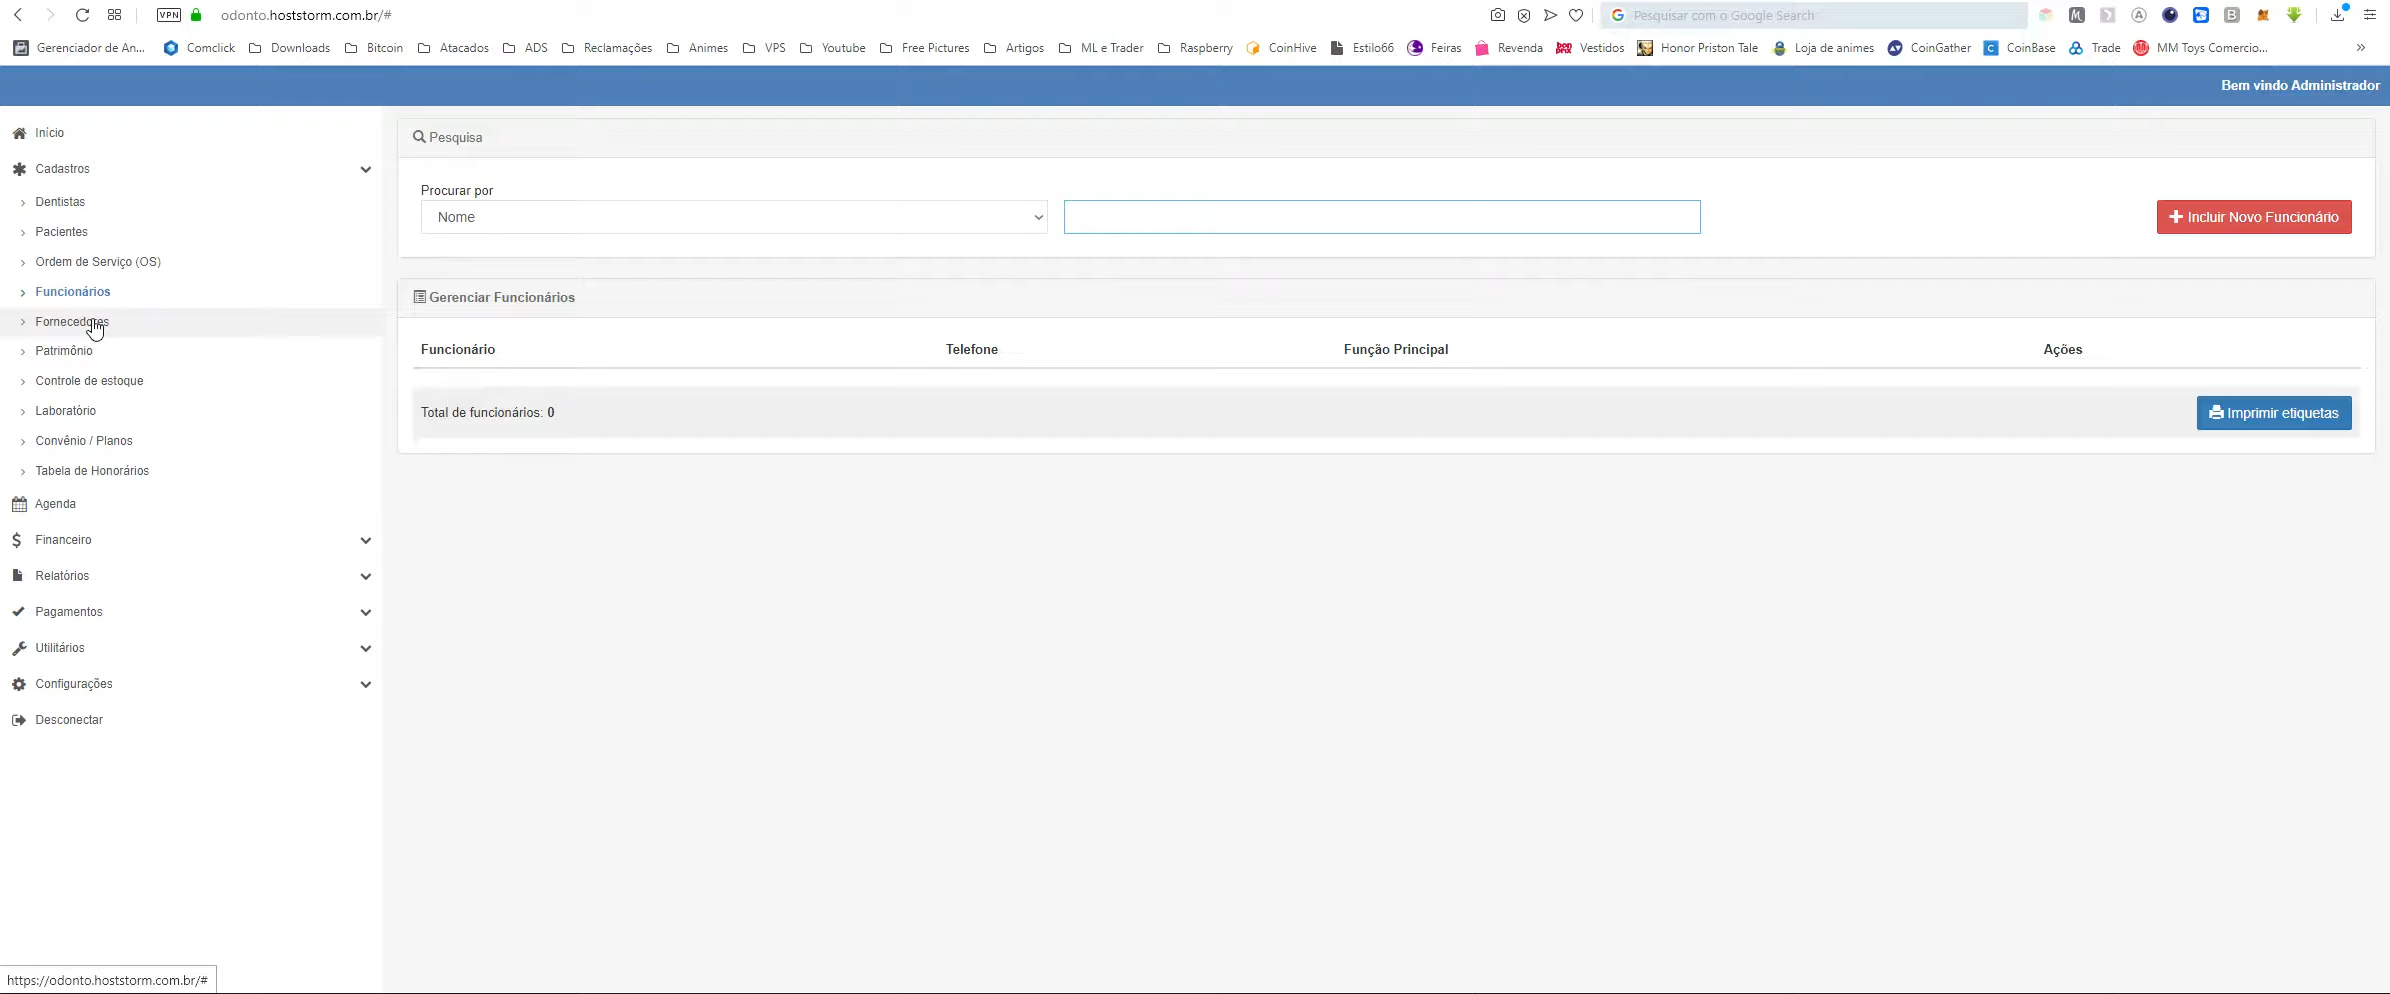 VPN odonto.hoststorm.com.br/# Pesquisar com o Google Search
Gerenciador de An... Comclick Downloads Bitcoin Atacados ADS Reclamações Animes VPS Youtube Free Pictures Artigos ML e Trader Raspberry CoinHive Estilo66 Feiras Revenda Vestidos Honor Priston Tale Loja de animes CoinGather CoinBase Trade MM Toys Comercio...
Bem vindo Administrador
Início
Cadastros
Dentistas
Pacientes
Ordem de Serviço (OS)
Funcionários
Fornecedores
Patrimônio
Controle de estoque
Laboratório
Convênio / Planos
Tabela de Honorários
Agenda
Financeiro
Relatórios
Pagamentos
Utilitários
Configurações
Desconectar
Pesquisa
Procurar por
Nome
Incluir Novo Funcionário
Gerenciar Funcionários
Funcionário Telefone Função Principal Ações
Total de funcionários: 0
Imprimir etiquetas
https://odonto.hoststorm.com.br/#